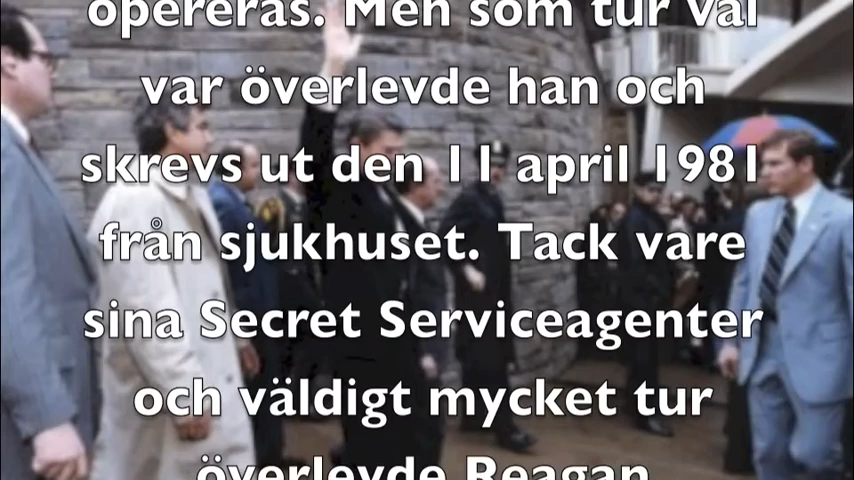 opereras. Men som tur väl
var överlevde han och
skrevs ut den 11 april 1981
från sjukhuset. Tack vare
sina Secret Serviceagenter
och väldigt mycket tur
överlevde Reagan